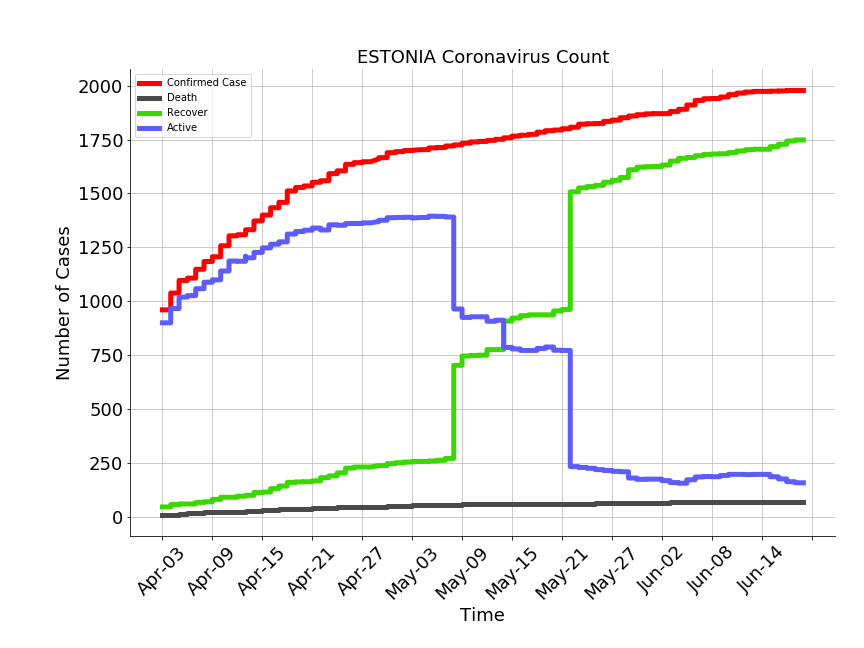 ESTONIA Coronavirus Count
Confirmed Case
Death
Recover
Active
Number of Cases
2000
1750
1500
1250
1000
750
500
250
0
Apr-03
Apr-09
Apr-15
Apr-21
Apr-27
May-03
May-09
May-15
May-21
May-27
Jun-02
Jun-08
Jun-14
Time